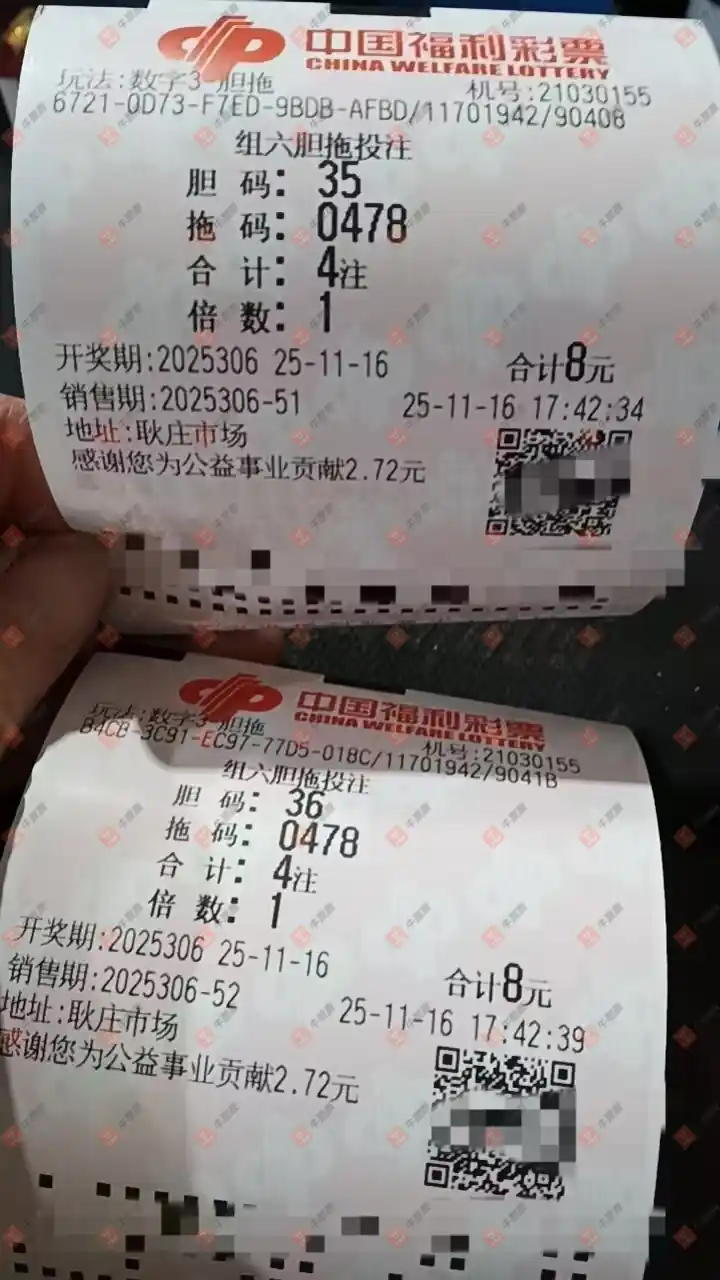 中国福利彩票
CHINA WELFARE LOTTERY
玩法:数字3-胆拖 机号:21030155
6721-0D73-F7ED-9BDB-AFBD/11701942/90408
组六胆拖投注
胆 码: 35
拖 码: 0478
合 计: 4注
倍 数: 1
开奖期:2025306 25-11-16 合计8元
销售期:2025306-51 25-11-16 17:42:34
地址:耿庄市场
感谢您为公益事业贡献2.72元
中国福利彩票
CHINA WELFARE LOTTERY
玩法:数字3-胆拖 机号:21030155
B4CB-3C91-EC97-77D5-018C/11701942/9041B
组六胆拖投注
胆 码: 36
拖 码: 0478
合 计: 4注
倍 数: 1
开奖期:2025306 25-11-16 合计8元
销售期:2025306-52 25-11-16 17:42:39
地址:耿庄市场
感谢您为公益事业贡献2.72元